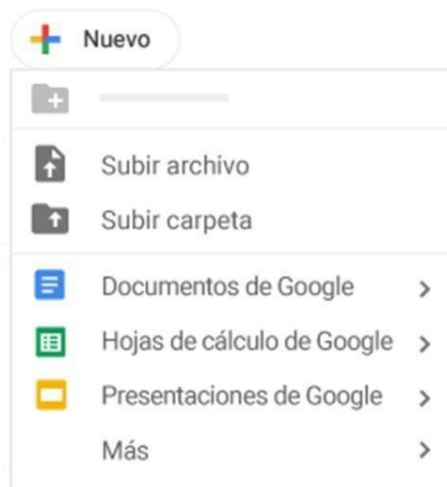 Nuevo
Subir archivo
Subir carpeta
Documentos de Google
Hojas de cálculo de Google
Presentaciones de Google
Más